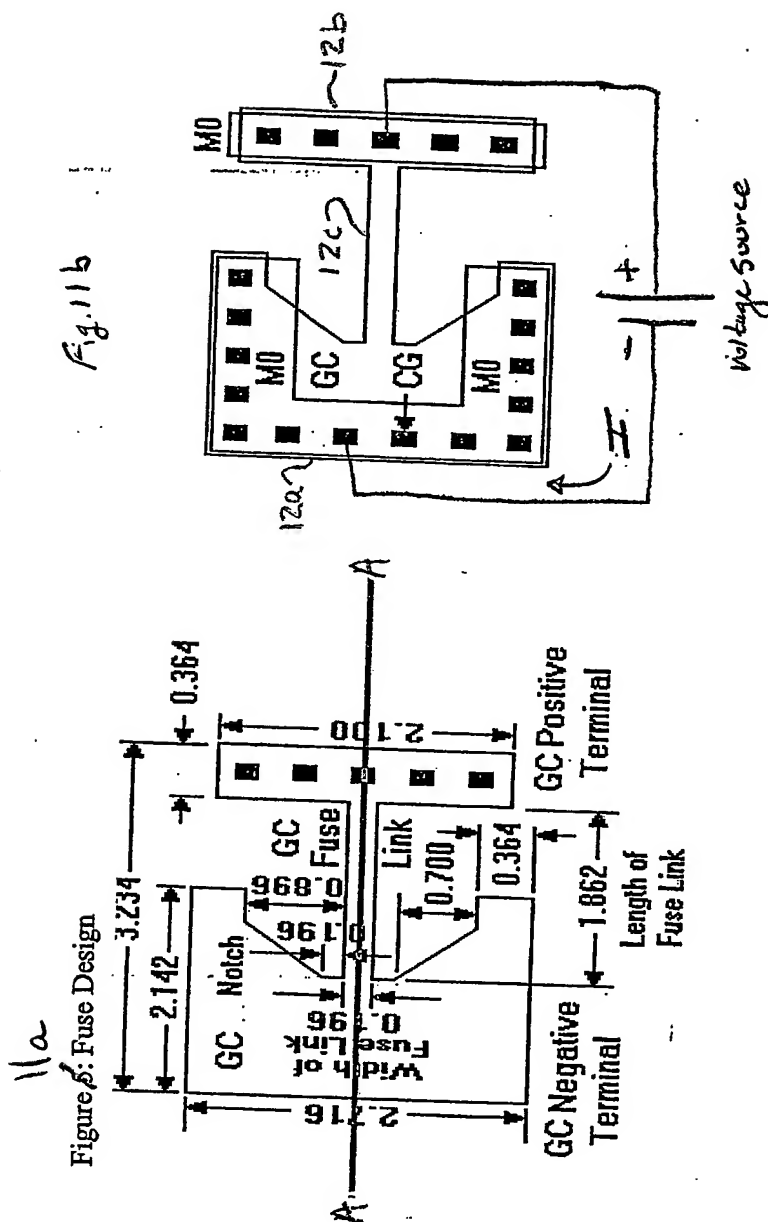 Fig. 11b
M0
12b
12c
M0
GC
CG
M0
12a
I
- +
voltage source
11a
Figure 5: Fuse Design
3.234
0.364
2.142
GC Notch
GC
Fuse
Link
0.896
0.196
0.196
Width of
Fuse Link
2.716
2.100
0.700
0.364
1.862
Length of
Fuse Link
GC Negative
Terminal
GC Positive
Terminal
A'
A